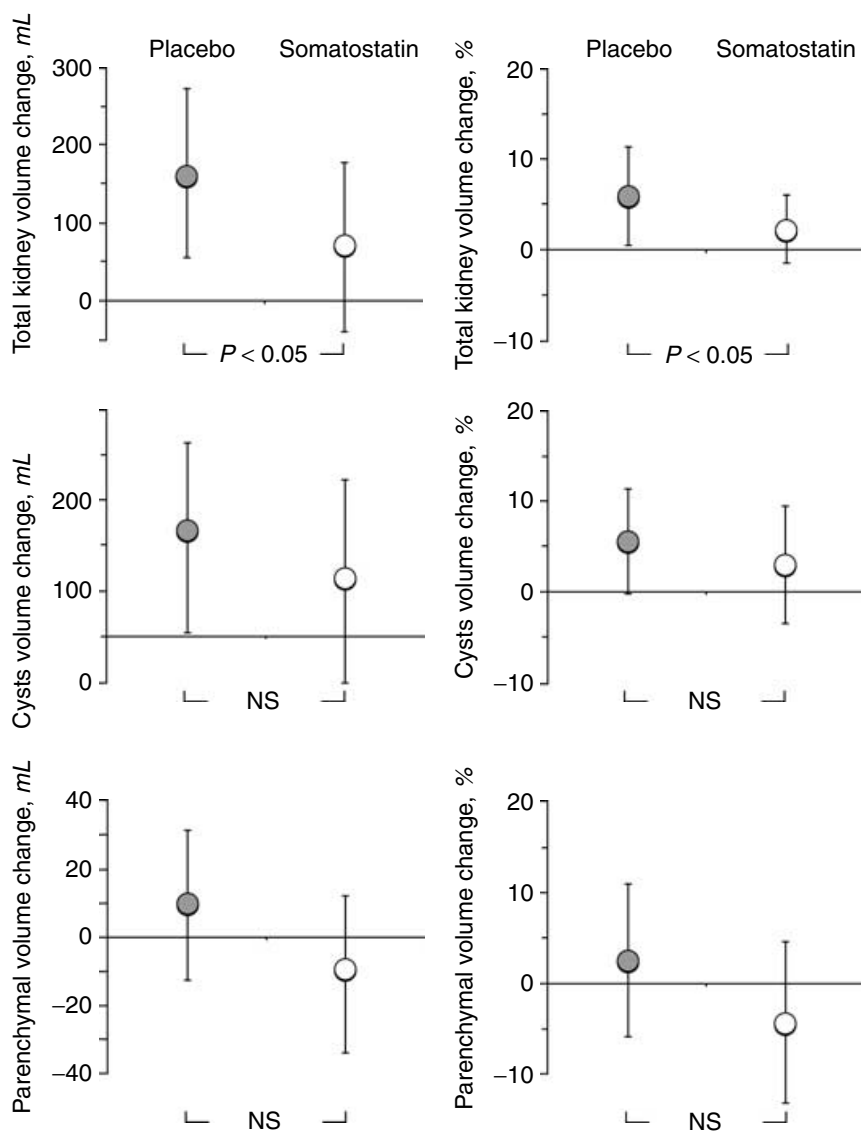 Placebo Somatostatin
Total kidney volume change, mL
300
200
100
0
P < 0.05
Placebo Somatostatin
Total kidney volume change, %
20
10
0
−10
P < 0.05
Cysts volume change, mL
200
100
0
NS
Cysts volume change, %
20
10
0
−10
NS
Parenchymal volume change, mL
40
20
0
−20
−40
NS
Parenchymal volume change, %
20
10
0
−10
NS